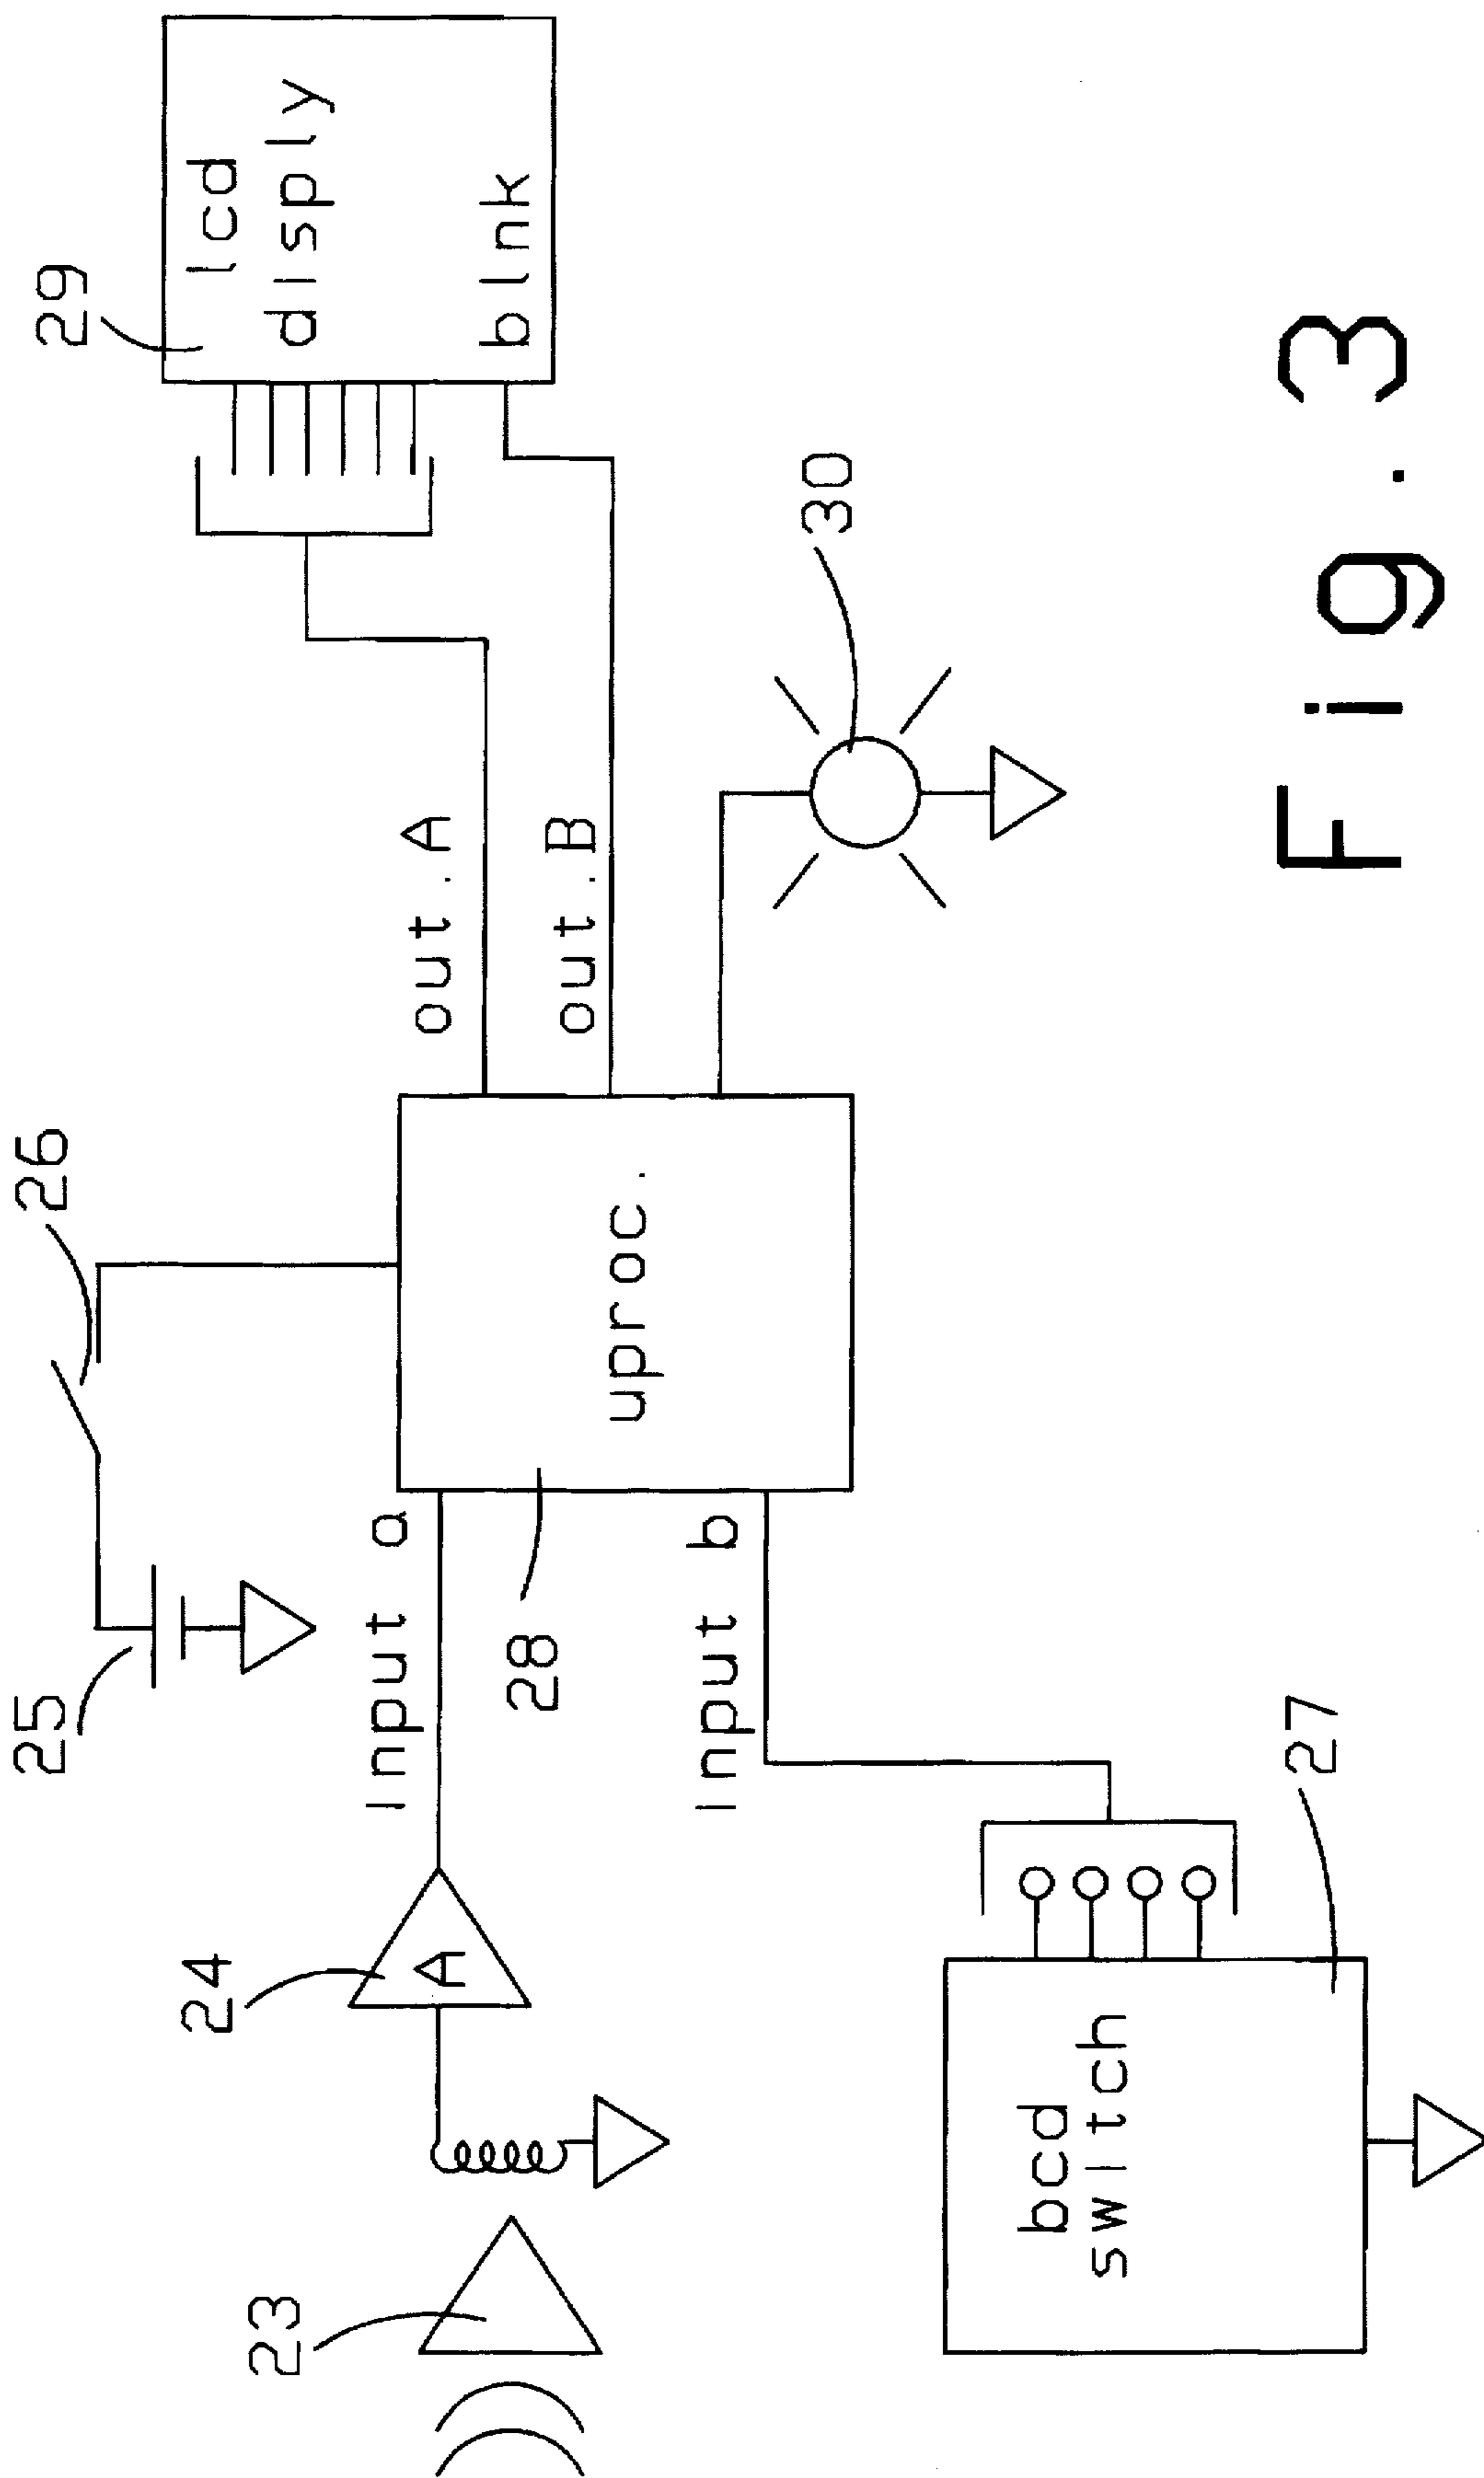 25
26
29
24
lcd
23
disply
input a
out.A
blnk
28
out.B
uproc.
input b
30
A
bcd
switch
27
Fig.3